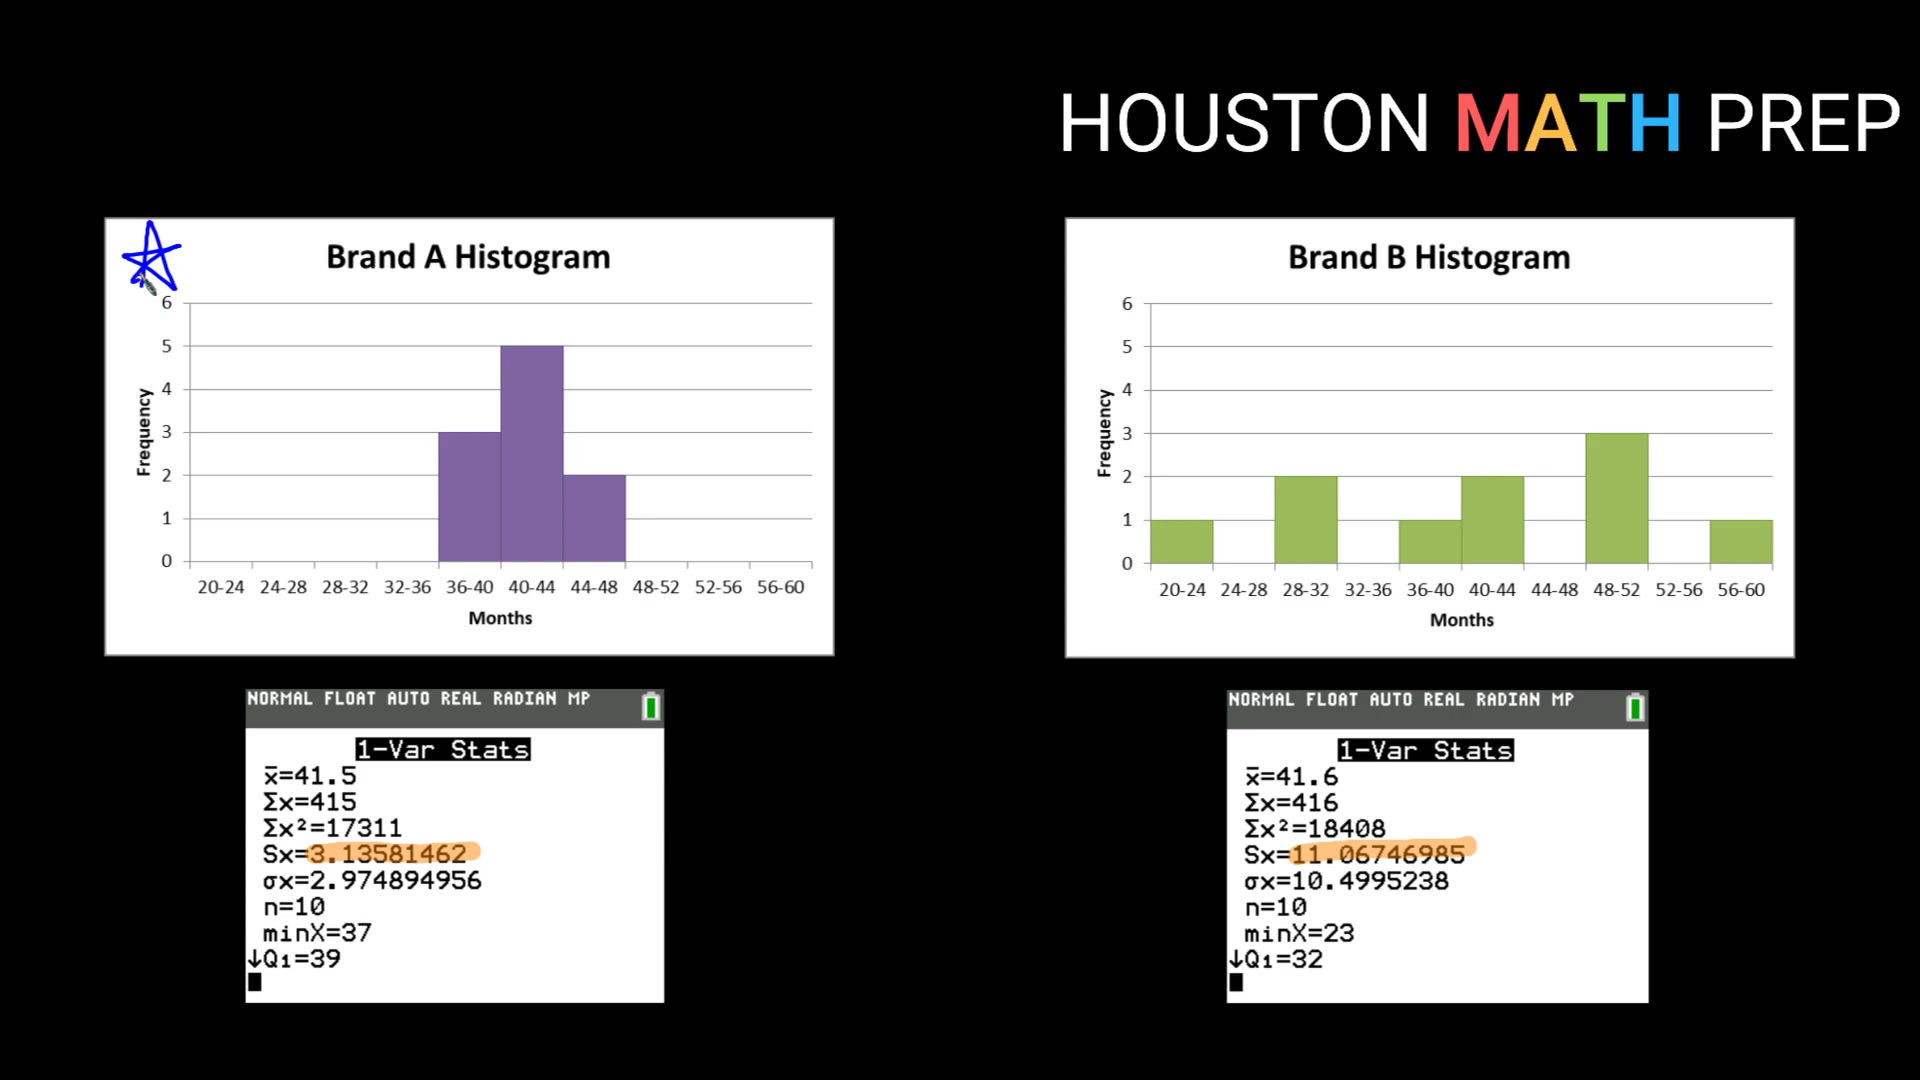 HOUSTON MATH PREP
Brand A Histogram
6
5
4
3
2
1
0
Frequency
20-24 24-28 28-32 32-36 36-40 40-44 44-48 48-52 52-56 56-60
Months
Brand B Histogram
6
5
4
3
2
1
0
Frequency
20-24 24-28 28-32 32-36 36-40 40-44 44-48 48-52 52-56 56-60
Months
NORMAL FLOAT AUTO REAL RADIAN MP
1-Var Stats
x̄=41.5
Σx=415
Σx²=17311
Sx=3.13581462
σx=2.974894956
n=10
minX=37
↓Q₁=39
NORMAL FLOAT AUTO REAL RADIAN MP
1-Var Stats
x̄=41.6
Σx=416
Σx²=18408
Sx=11.06746985
σx=10.4995238
n=10
minX=23
↓Q₁=32